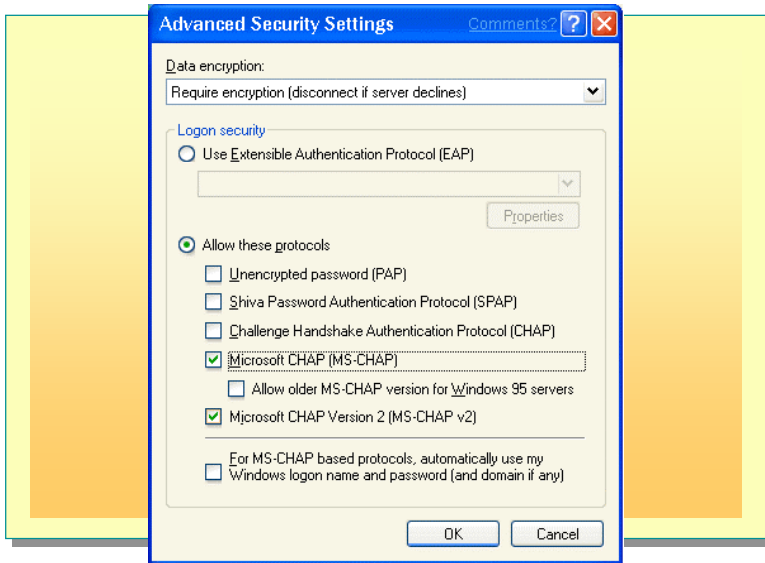 Advanced Security Settings Comments?
Data encryption:
Require encryption (disconnect if server declines)
Logon security
Use Extensible Authentication Protocol (EAP)
Properties
Allow these protocols
Unencrypted password (PAP)
Shiva Password Authentication Protocol (SPAP)
Challenge Handshake Authentication Protocol (CHAP)
Microsoft CHAP (MS-CHAP)
Allow older MS-CHAP version for Windows 95 servers
Microsoft CHAP Version 2 (MS-CHAP v2)
For MS-CHAP based protocols, automatically use my
Windows logon name and password (and domain if any)
OK Cancel